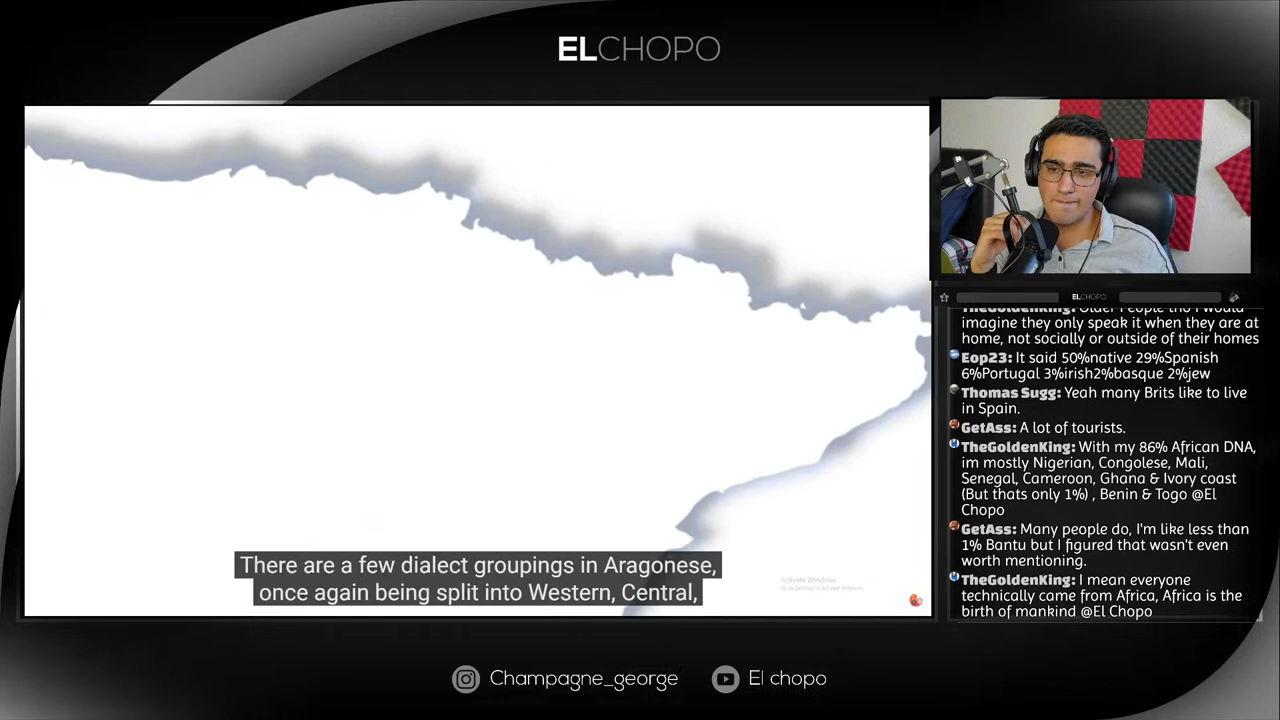 ELCHOPO
There are a few dialect groupings in Aragonese,
once again being split into Western, Central,
Activate Windows
ELCHOPO
TheGoldenKing: Older People tho I would
imagine they only speak it when they are at
home, not socially or outside of their homes
Eop23: It said 50%native 29%Spanish
6%Portugal 3%irish2%basque 2%jew
Thomas Sugg: Yeah many Brits like to live
in Spain.
GetAss: A lot of tourists.
TheGoldenKing: With my 86% African DNA,
im mostly Nigerian, Congolese, Mali,
Senegal, Cameroon, Ghana & Ivory coast
(But thats only 1%) , Benin & Togo @El
Chopo
GetAss: Many people do, I'm like less than
1% Bantu but I figured that wasn't even
worth mentioning.
TheGoldenKing: I mean everyone
technically came from Africa, Africa is the
birth of mankind @El Chopo
Champagne_george
El chopo